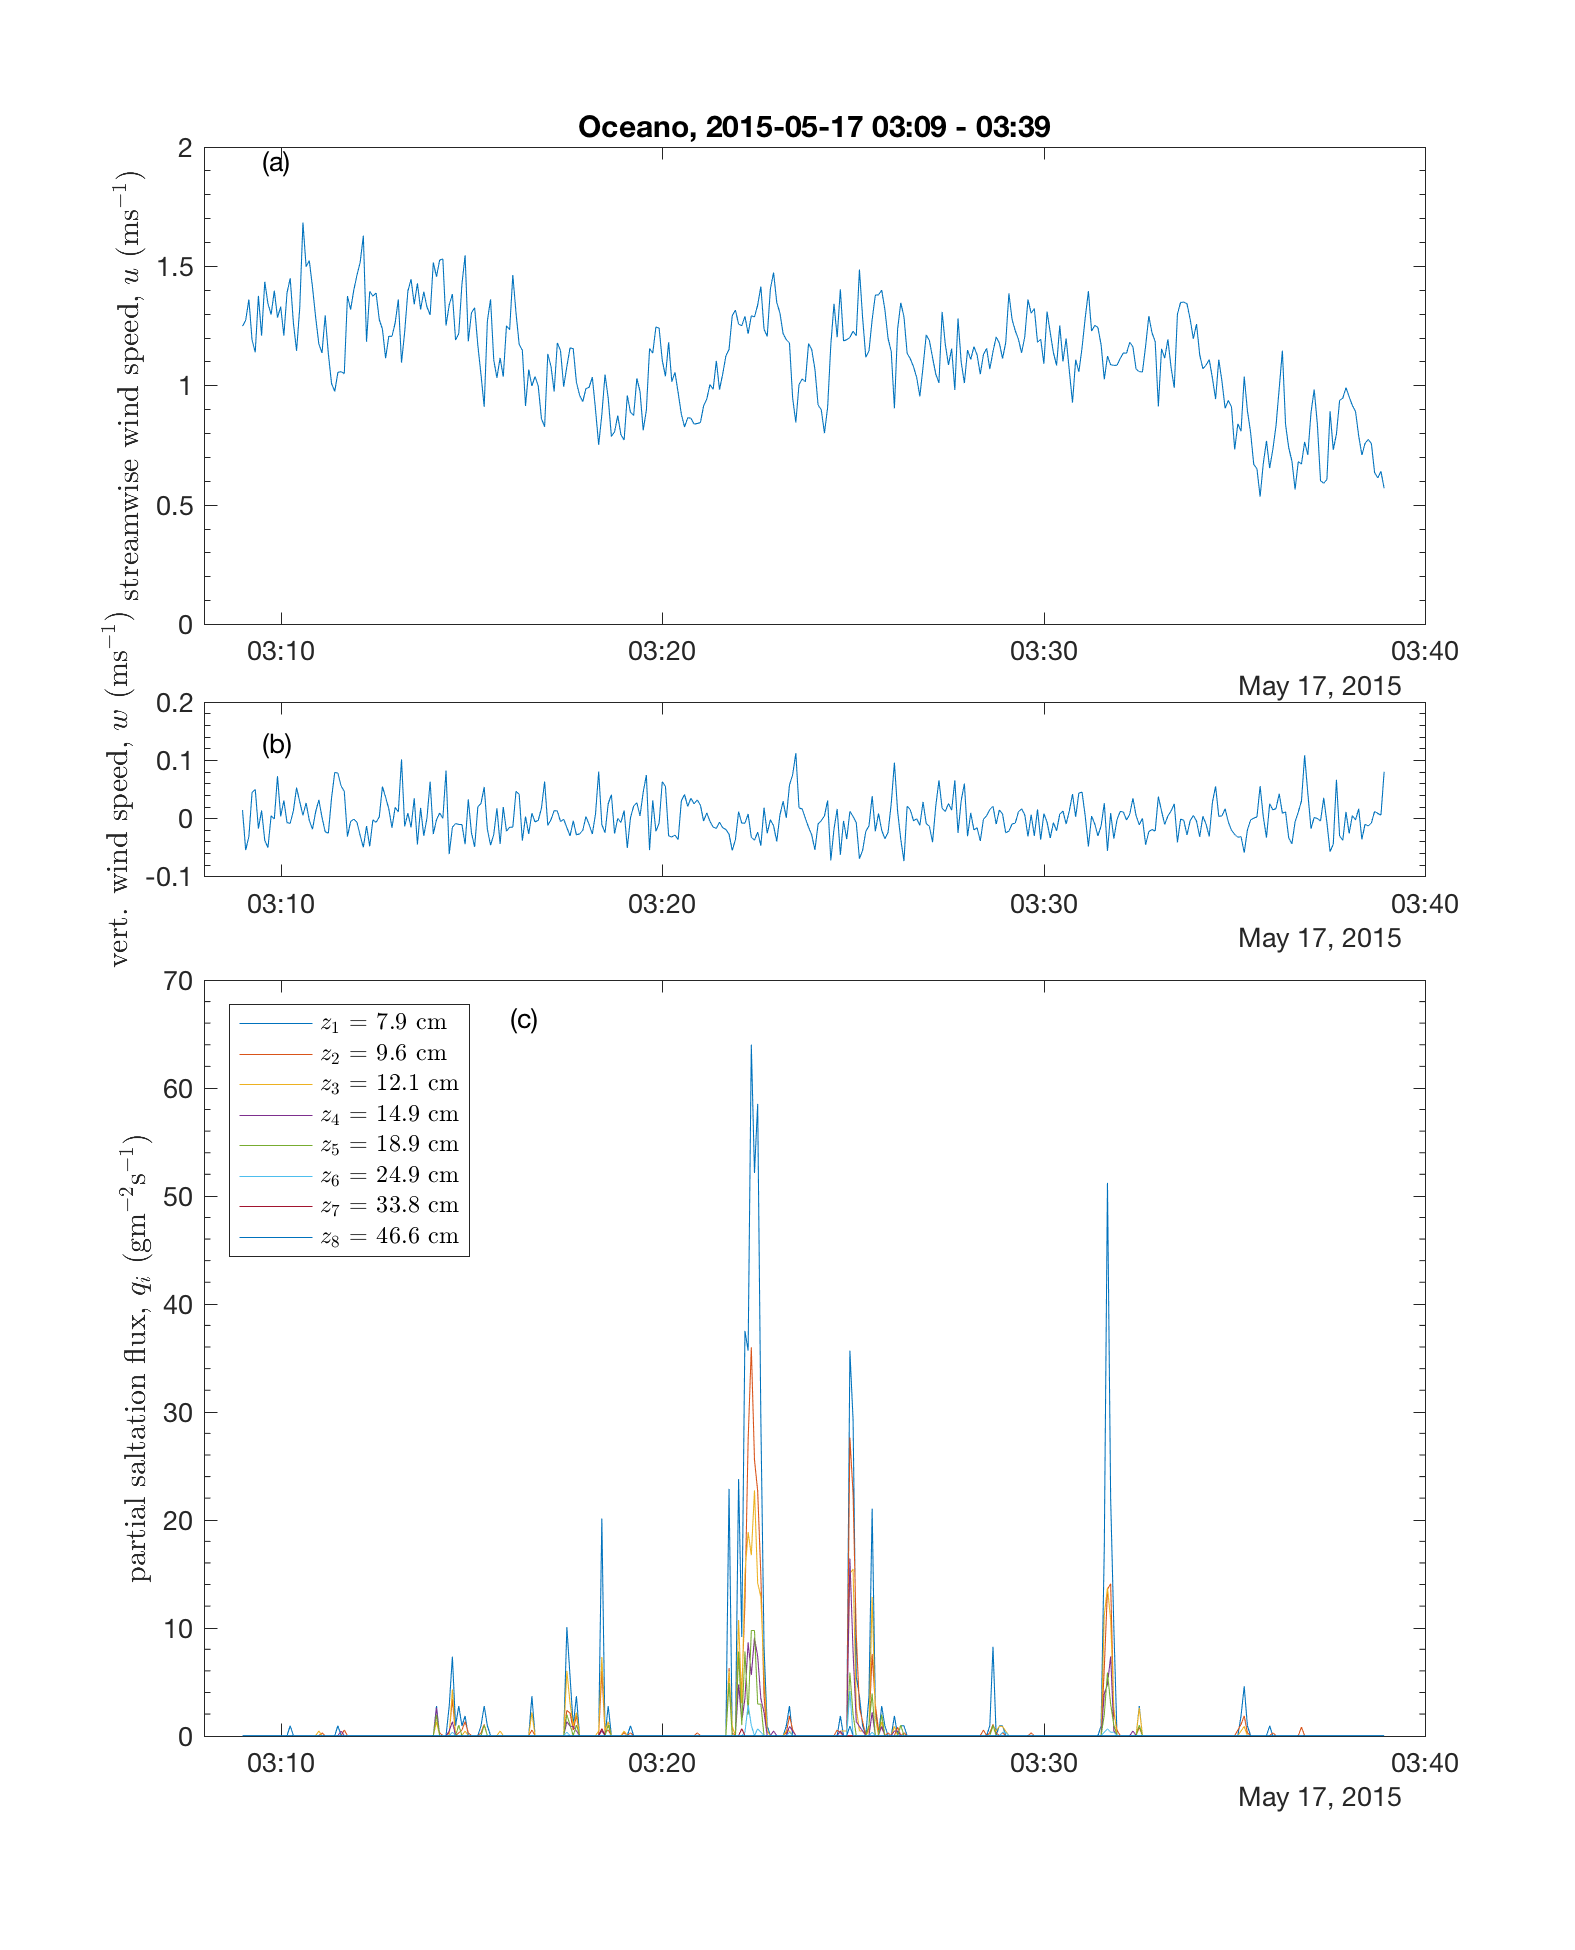 Oceano, 2015-05-17 03:09 - 03:39
(a)
streamwise wind speed, u (ms⁻¹)
2
1.5
1
0.5
0
03:10 03:20 03:30 03:40
May 17, 2015
(b)
vert. wind speed, w (ms⁻¹)
0.2
0.1
0
-0.1
03:10 03:20 03:30 03:40
May 17, 2015
(c)
partial saltation flux, qᵢ (gm⁻²s⁻¹)
70
60
50
40
30
20
10
0
z₁ = 7.9 cm
z₂ = 9.6 cm
z₃ = 12.1 cm
z₄ = 14.9 cm
z₅ = 18.9 cm
z₆ = 24.9 cm
z₇ = 33.8 cm
z₈ = 46.6 cm
03:10 03:20 03:30 03:40
May 17, 2015